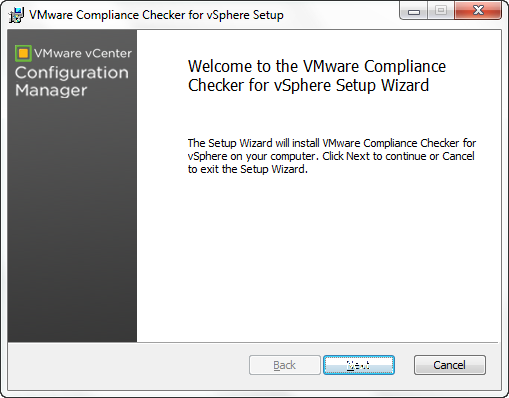 VMware Compliance Checker for vSphere Setup
VMware vCenter
Configuration
Manager
Welcome to the VMware Compliance
Checker for vSphere Setup Wizard
The Setup Wizard will install VMware Compliance Checker for
vSphere on your computer. Click Next to continue or Cancel
to exit the Setup Wizard.
Back Next Cancel